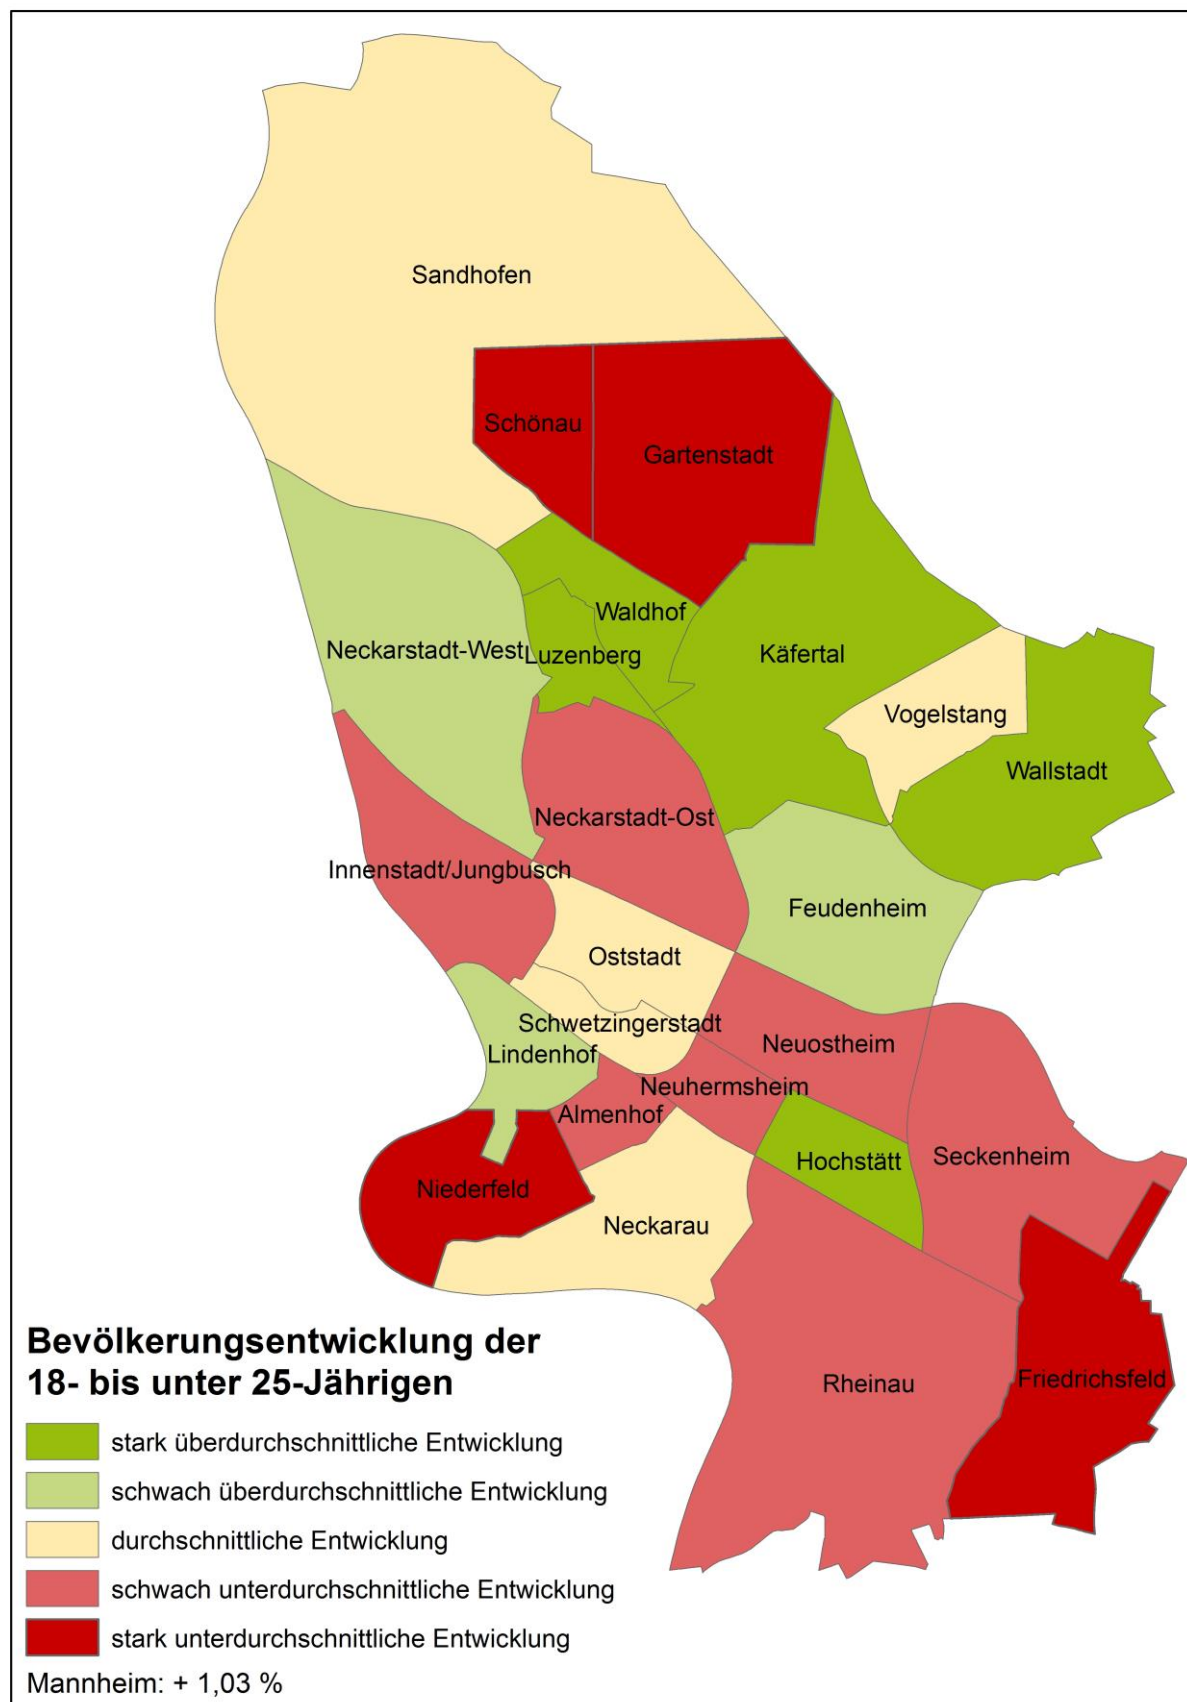 Sandhofen
Schönau
Gartenstadt
Waldhof
Neckarstadt-West
Luzenberg
Käfertal
Vogelstang
Wallstadt
Neckarstadt-Ost
Innenstadt/Jungbusch
Feudenheim
Oststadt
Schwetzingerstadt
Neuostheim
Lindenhof
Neuhermsheim
Almenhof
Seckenheim
Hochstätt
Niederfeld
Neckarau
Rheinau
Friedrichsfeld
Bevölkerungsentwicklung der
18- bis unter 25-Jährigen
stark überdurchschnittliche Entwicklung
schwach überdurchschnittliche Entwicklung
durchschnittliche Entwicklung
schwach unterdurchschnittliche Entwicklung
stark unterdurchschnittliche Entwicklung
Mannheim: + 1,03 %